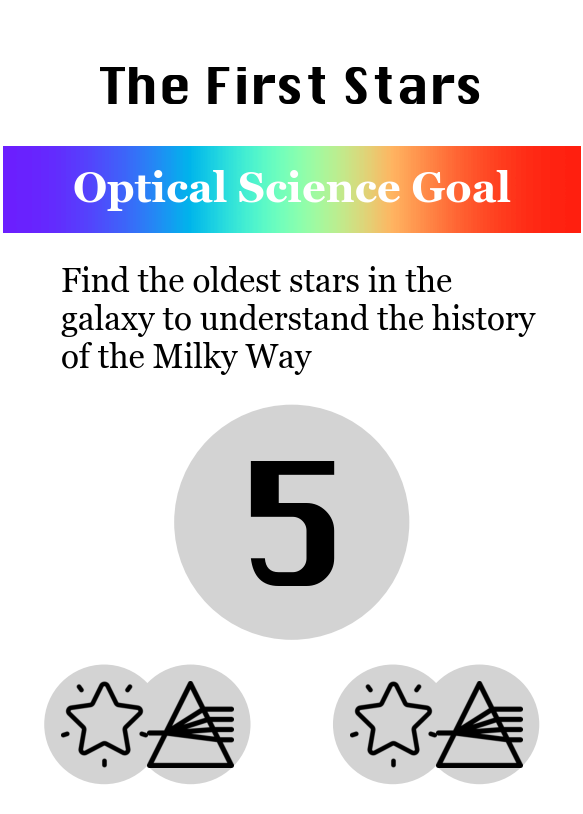 The First Stars
Optical Science Goal
Find the oldest stars in the
galaxy to understand the history
of the Milky Way
5